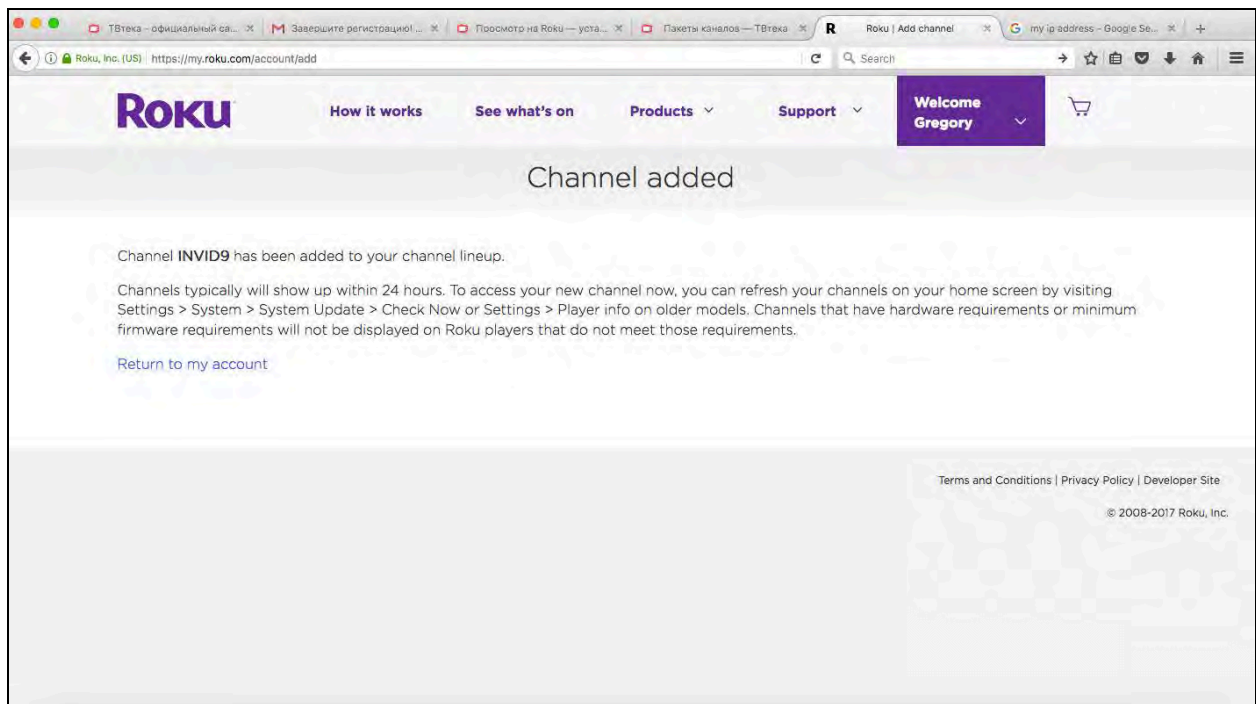 ТВтека – официальный са...
Завершите регистрацию! ...
Просмотр на Roku — уста...
Пакеты каналов — ТВтека
R Roku | Add channel
G my ip address - Google Se...
Roku, Inc. (US) https://my.roku.com/account/add
Search
ROKU
How it works
See what's on
Products
Support
Welcome
Gregory
Channel added
Channel INVID9 has been added to your channel lineup.
Channels typically will show up within 24 hours. To access your new channel now, you can refresh your channels on your home screen by visiting
Settings > System > System Update > Check Now or Settings > Player info on older models. Channels that have hardware requirements or minimum
firmware requirements will not be displayed on Roku players that do not meet those requirements.
Return to my account
Terms and Conditions | Privacy Policy | Developer Site
© 2008-2017 Roku, Inc.